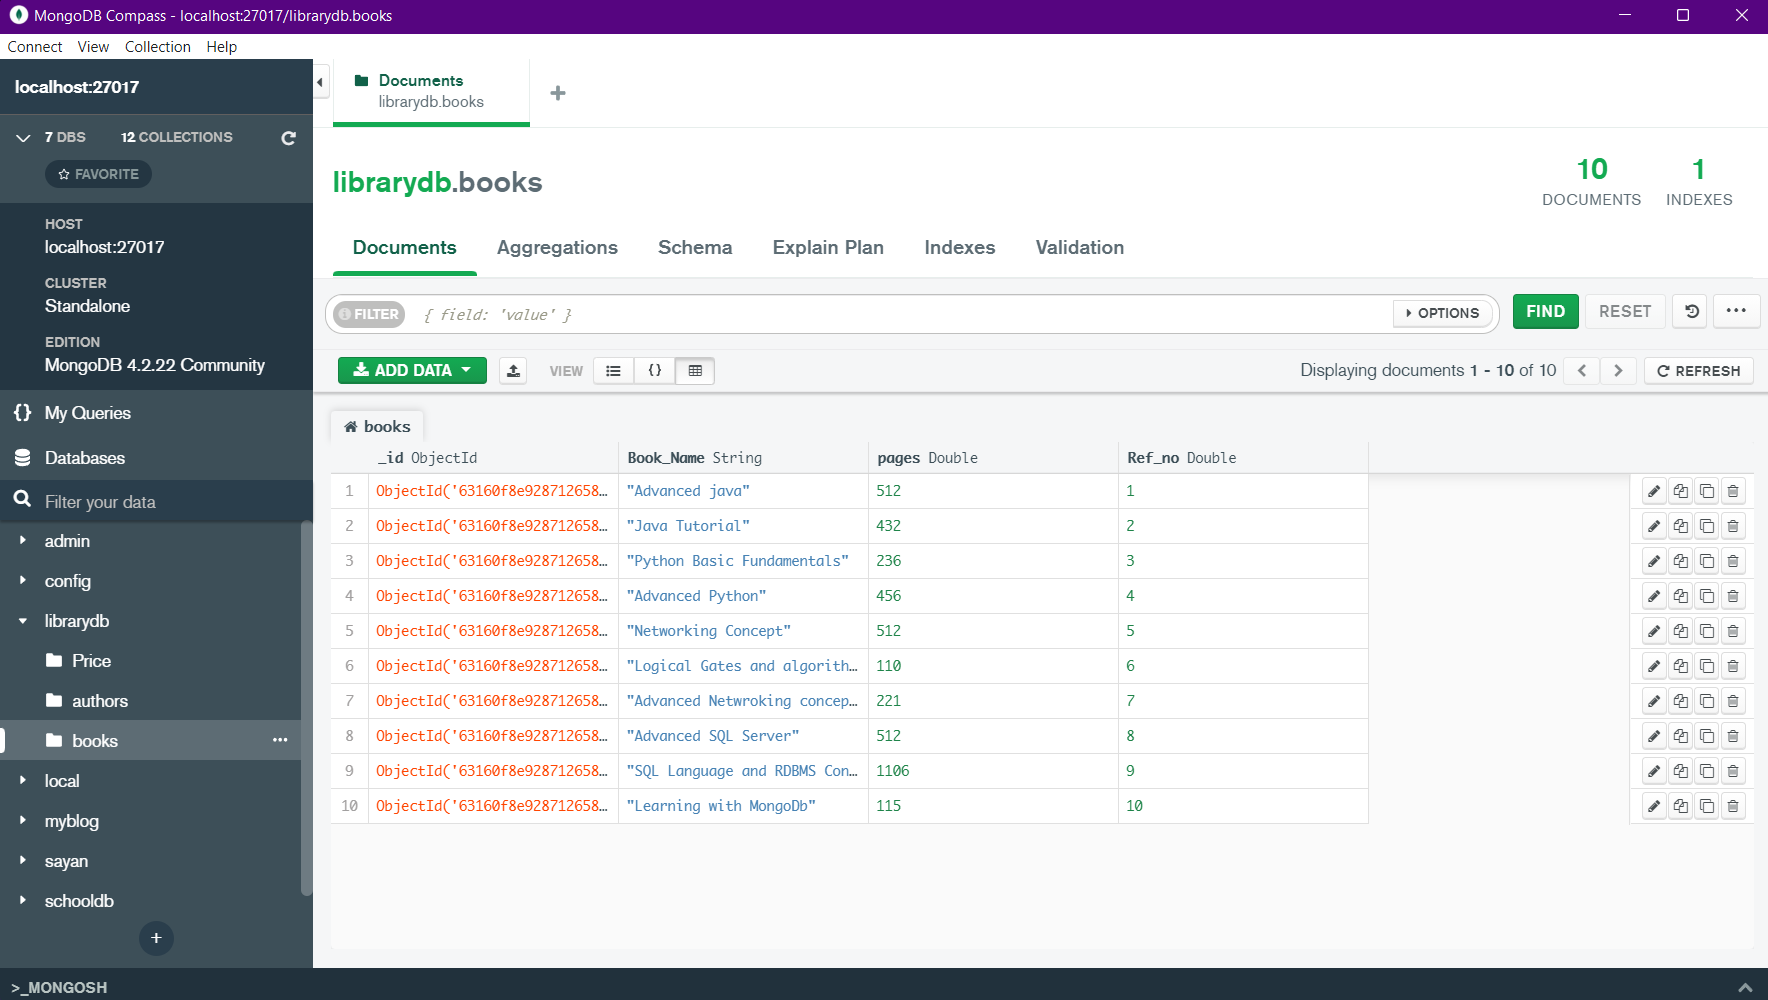 MongoDB Compass - localhost:27017/librarydb.books
Connect View Collection Help
localhost:27017
7 DBS 12 COLLECTIONS
FAVORITE
HOST
localhost:27017
CLUSTER
Standalone
EDITION
MongoDB 4.2.22 Community
{} My Queries
Databases
Filter your data
admin
config
librarydb
Price
authors
books ...
local
myblog
sayan
schooldb
+
>_MONGOSH
Documents
librarydb.books
+
librarydb.books
10
DOCUMENTS
1
INDEXES
Documents Aggregations Schema Explain Plan Indexes Validation
FILTER { field: 'value' } OPTIONS FIND RESET ...
ADD DATA VIEW {} Displaying documents 1 - 10 of 10 REFRESH
books
_id ObjectId Book_Name String pages Double Ref_no Double
1 ObjectId('63160f8e928712658… "Advanced java" 512 1
2 ObjectId('63160f8e928712658… "Java Tutorial" 432 2
3 ObjectId('63160f8e928712658… "Python Basic Fundamentals" 236 3
4 ObjectId('63160f8e928712658… "Advanced Python" 456 4
5 ObjectId('63160f8e928712658… "Networking Concept" 512 5
6 ObjectId('63160f8e928712658… "Logical Gates and algorith… 110 6
7 ObjectId('63160f8e928712658… "Advanced Netwroking concep… 221 7
8 ObjectId('63160f8e928712658… "Advanced SQL Server" 512 8
9 ObjectId('63160f8e928712658… "SQL Language and RDBMS Con… 1106 9
10 ObjectId('63160f8e928712658… "Learning with MongoDb" 115 10